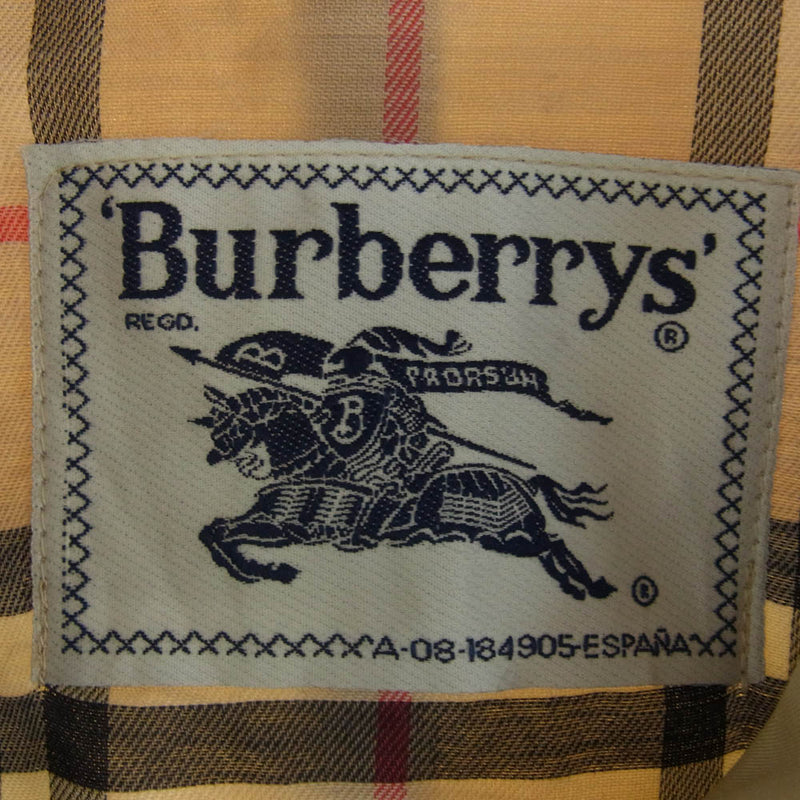 'Burberrys'
REGD. ®
B PRORSUM
B
®
A-08-184905-ESPAÑA